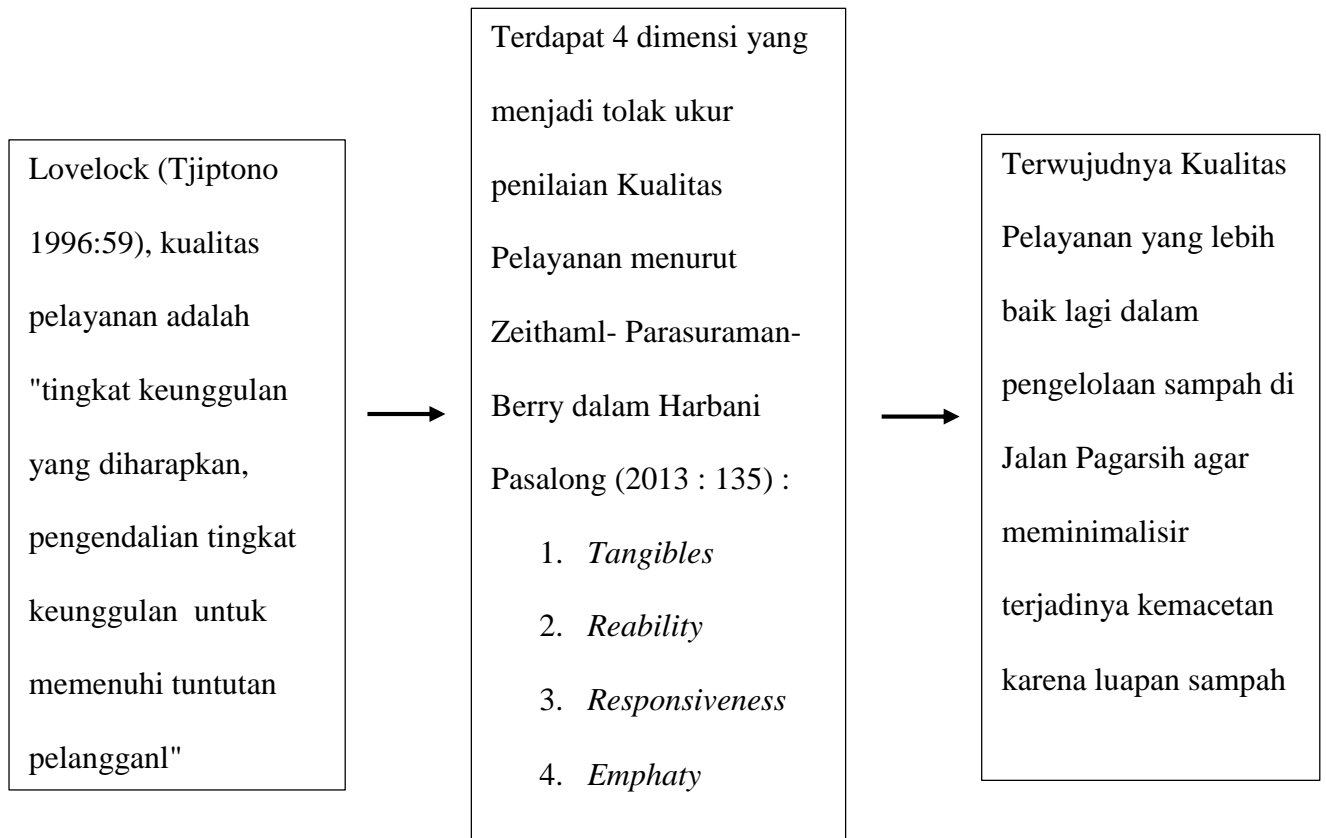 Lovelock (Tjiptono
1996:59), kualitas
pelayanan adalah
"tingkat keunggulan
yang diharapkan,
pengendalian tingkat
keunggulan  untuk
memenuhi tuntutan
pelangganl"
Terdapat 4 dimensi yang
menjadi tolak ukur
penilaian Kualitas
Pelayanan menurut
Zeithaml- Parasuraman-
Berry dalam Harbani
Pasalong (2013 : 135) :
1. Tangibles
2. Reability
3. Responsiveness
4. Emphaty
Terwujudnya Kualitas
Pelayanan yang lebih
baik lagi dalam
pengelolaan sampah di
Jalan Pagarsih agar
meminimalisir
terjadinya kemacetan
karena luapan sampah